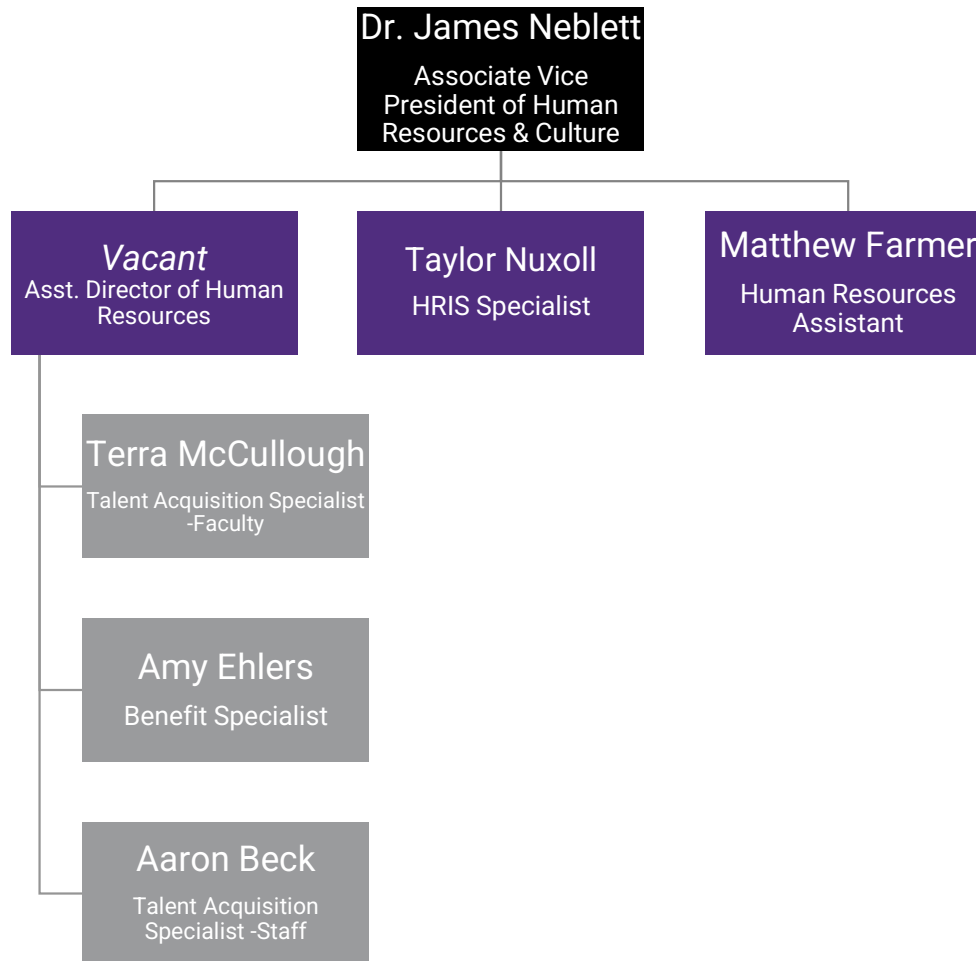 Dr. James Neblett
Associate Vice
President of Human
Resources & Culture
Vacant
Asst. Director of Human
Resources
Taylor Nuxoll
HRIS Specialist
Matthew Farmer
Human Resources
Assistant
Terra McCullough
Talent Acquisition Specialist
-Faculty
Amy Ehlers
Benefit Specialist
Aaron Beck
Talent Acquisition
Specialist -Staff